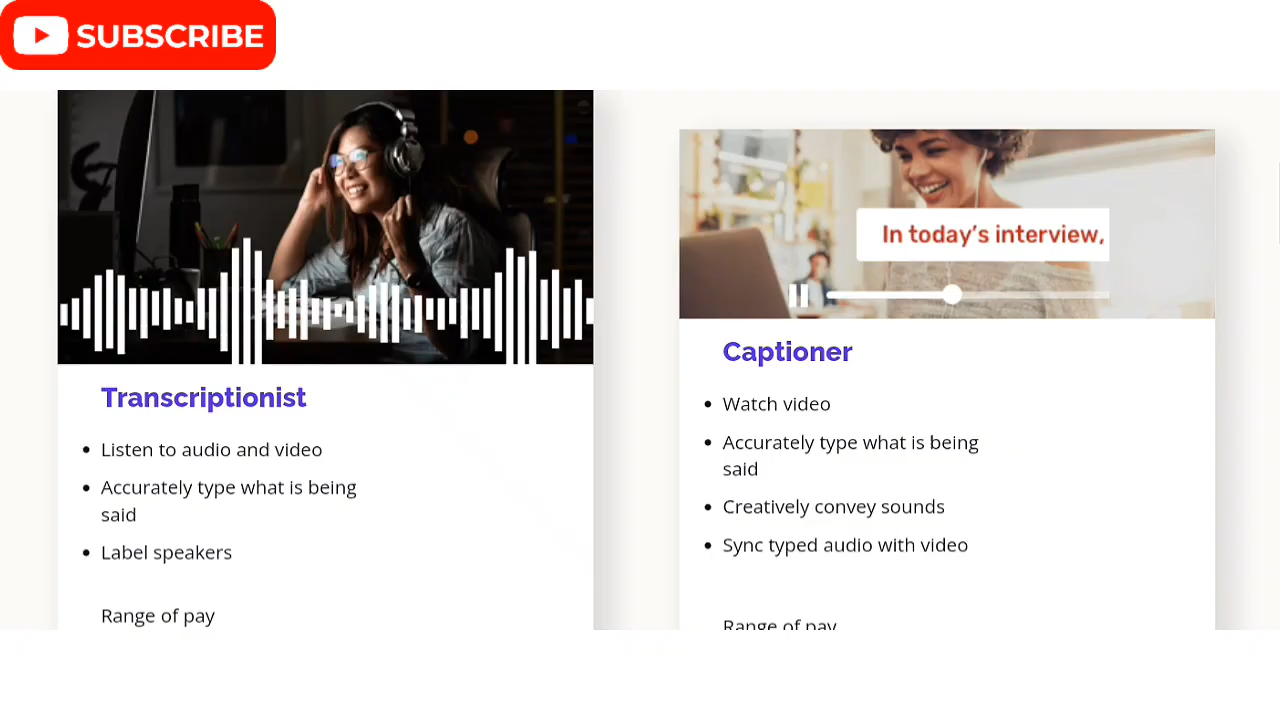 SUBSCRIBE
In today's interview,
Transcriptionist
Listen to audio and video
Accurately type what is being
said
Label speakers
Range of pay
Captioner
Watch video
Accurately type what is being
said
Creatively convey sounds
Sync typed audio with video
Range of pay